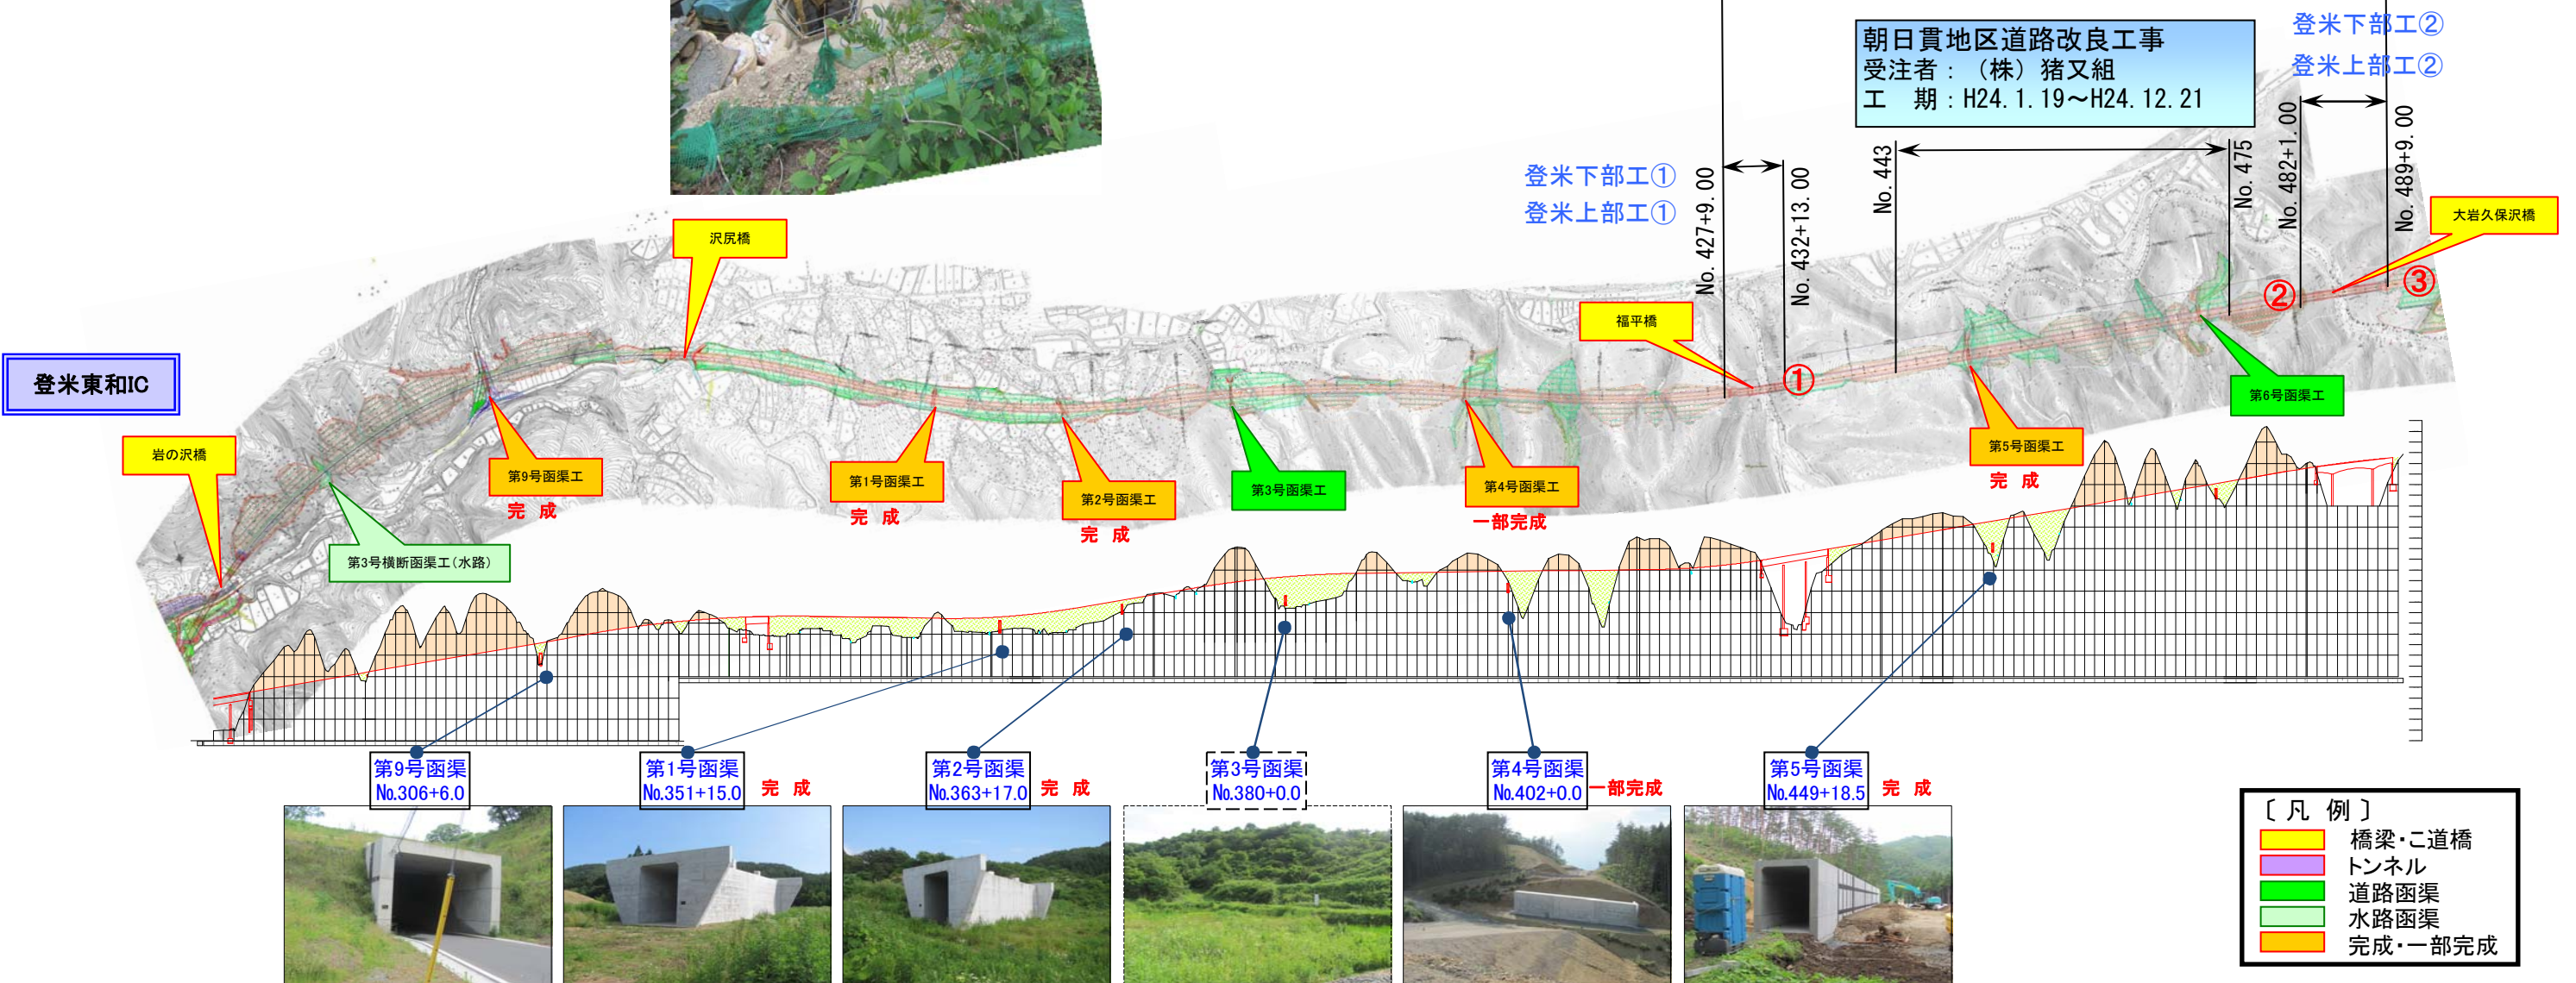 登米下部工②
登米上部工②
朝日貫地区道路改良工事
受注者：（株）猪又組
工　期：H24.1.19～H24.12.21
登米下部工①
登米上部工①
No. 427+9. 00
No. 432+13. 00
No. 443
No. 475
No. 482+1. 00
No. 489+9. 00
大岩久保沢橋
沢尻橋
福平橋
①
②
③
登米東和IC
岩の沢橋
第9号函渠工
完 成
第1号函渠工
完 成
第2号函渠工
完 成
第3号函渠工
第4号函渠工
一部完成
第5号函渠工
完 成
第6号函渠工
第3号横断函渠工（水路）
第9号函渠
No.306+6.0
第1号函渠
No.351+15.0
完 成
第2号函渠
No.363+17.0
完 成
第3号函渠
No.380+0.0
第4号函渠
No.402+0.0
一部完成
第5号函渠
No.449+18.5
完 成
〔 凡 例 〕
橋梁・こ道橋
トンネル
道路函渠
水路函渠
完成・一部完成